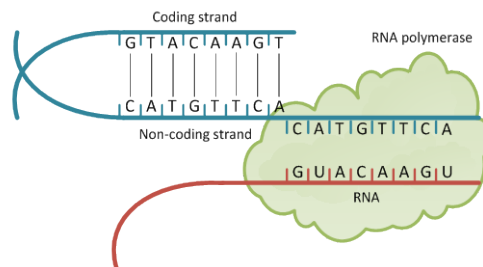 Coding strand
G T A C A A G T
RNA polymerase
C A T G T T C A
Non-coding strand
C A T G T T C A
G U A C A A G U
RNA